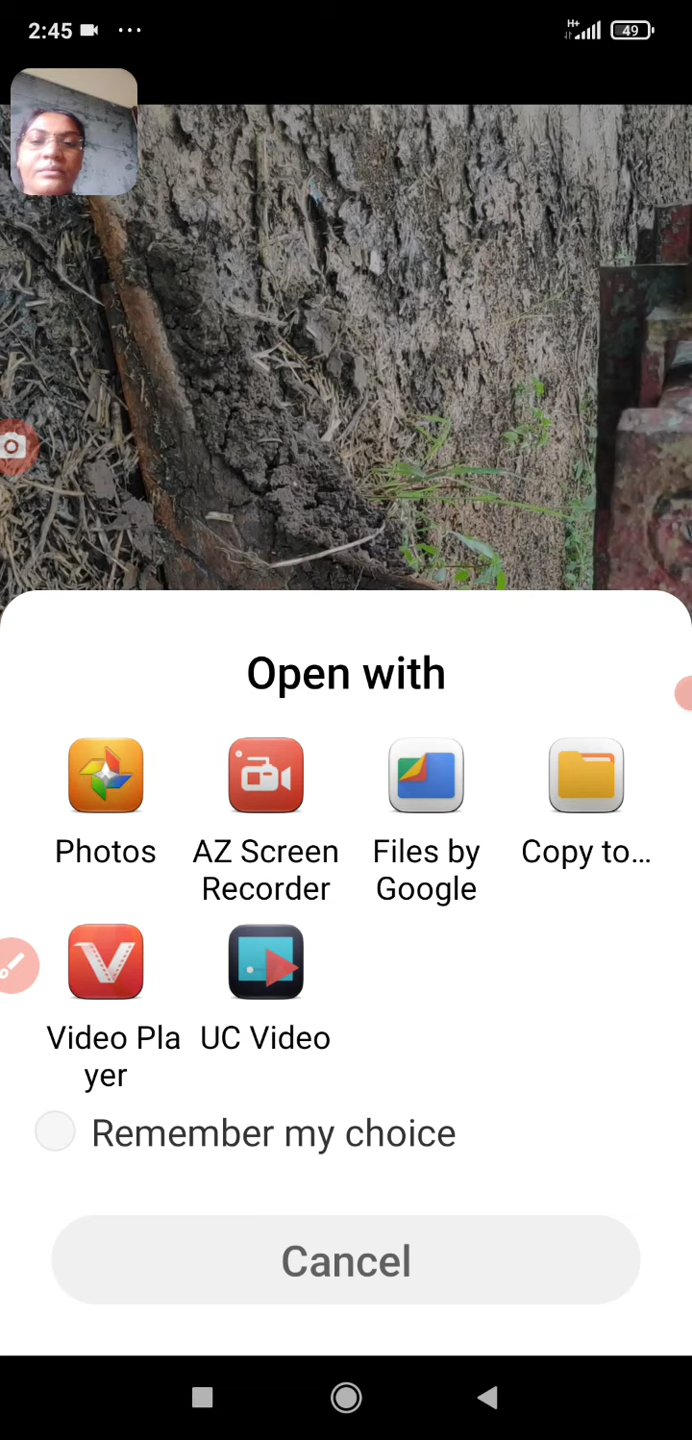 2:45
H+
49
Open with
Photos
AZ Screen
Recorder
Files by
Google
Copy to...
Video Pla
yer
UC Video
Remember my choice
Cancel